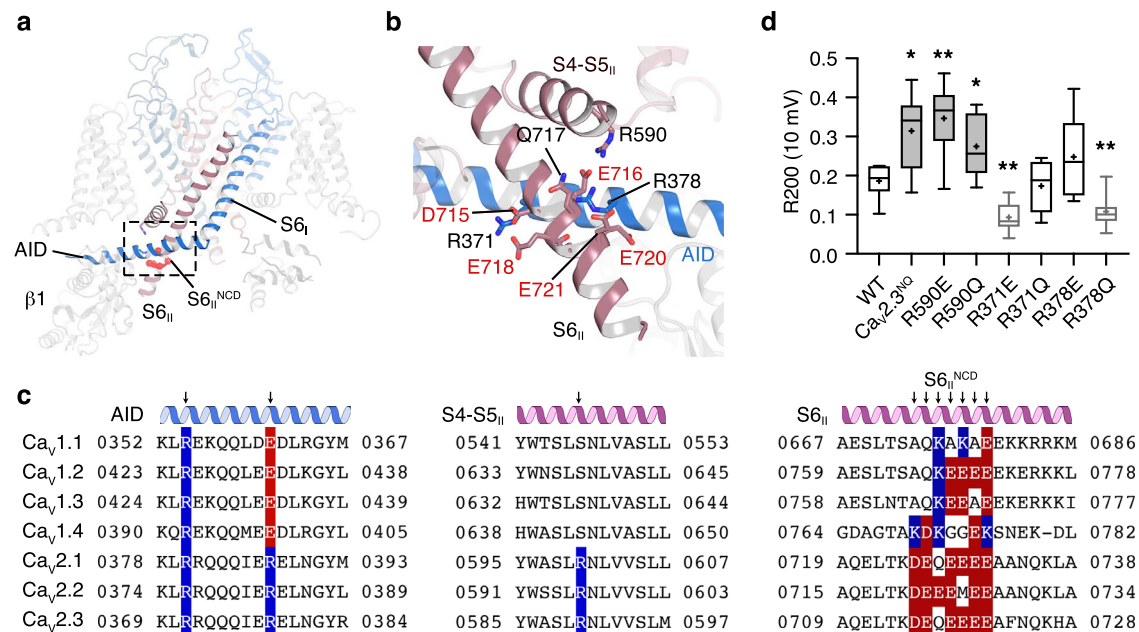 a
AID
β1
S6II
S6IINCD
S6I
b
S4-S5II
Q717
R590
E716
R378
D715
R371
E718
E720
AID
E721
S6II
d
R200 (10 mV)
0.5
0.4
0.3
0.2
0.1
0
* ** * ** **
WT
CaV2.3NQ
R590E
R590Q
R371E
R371Q
R378E
R378Q
c
AID S4-S5II S6II S6IINCD
CaV1.1 0352 KLREKQQLDEDLRGYM 0367 0541 YWTSLSNLVASLL 0553 0667 AESLTSAQKAKAEEKKRRKM 0686
CaV1.2 0423 KLREKQQLEEDLKGYL 0438 0633 YWNSLSNLVASLL 0645 0759 AESLTSAQKEEEEEKERKKL 0778
CaV1.3 0424 KLREKQQLEEDLKGYL 0439 0632 HWTSLSNLVASLL 0644 0758 AESLNTAQKEEAEEKERKKI 0777
CaV1.4 0390 KQREKQQMEEDLRGYL 0405 0638 HWASLSNLVASLL 0650 0764 GDAGTAKDKGGEKSNEK-DL 0782
CaV2.1 0378 KLRRQQQIERELNGYM 0393 0595 YWSSLRNLVVSLL 0607 0719 AQELTKDEQEEEEAANQKLA 0738
CaV2.2 0374 KLRRQQQIERELNGYL 0389 0591 YWSSLRNLVVSLL 0603 0715 AQELTKDEEEMEEAANQKLA 0734
CaV2.3 0369 KLRRQQQIERELNGYR 0384 0585 YWASLRNLVVSLM 0597 0709 AQELTKDEQEEEEAFNQKHA 0728